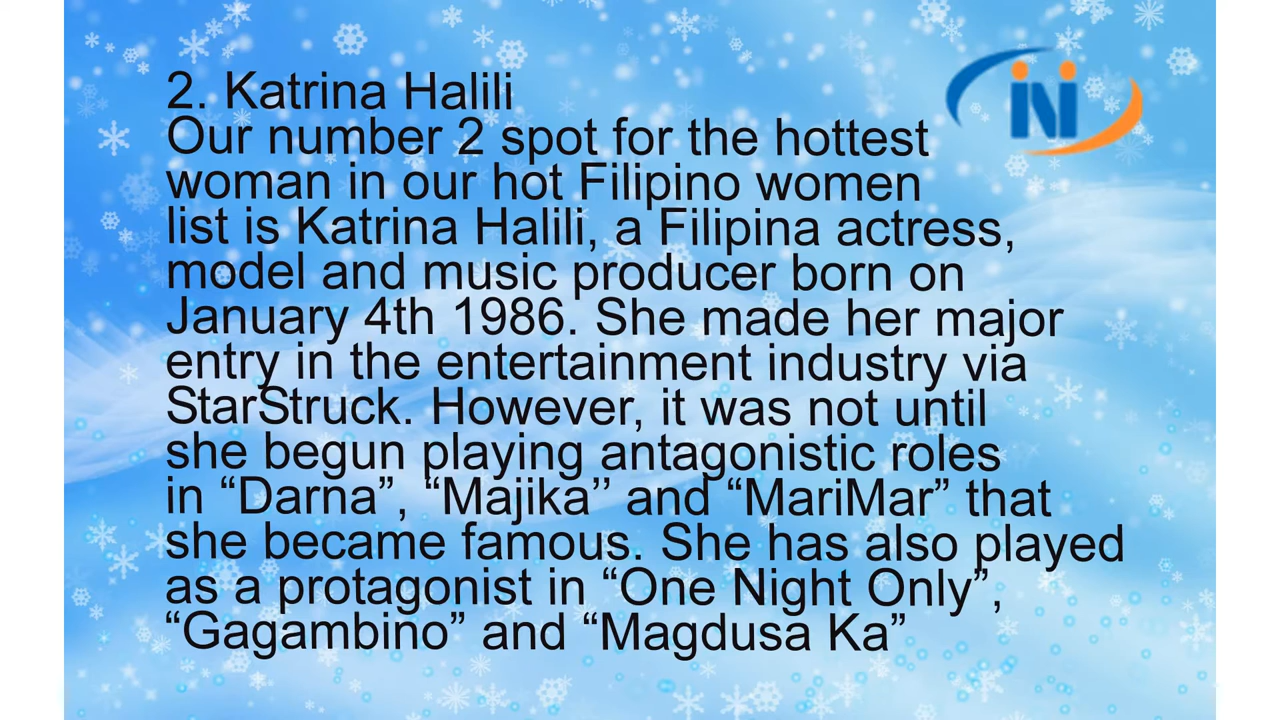 iNi
2. Katrina Halili
Our number 2 spot for the hottest
woman in our hot Filipino women
list is Katrina Halili, a Filipina actress,
model and music producer born on
January 4th 1986. She made her major
entry in the entertainment industry via
StarStruck. However, it was not until
she begun playing antagonistic roles
in “Darna”, “Majika’’ and “MariMar” that
she became famous. She has also played
as a protagonist in “One Night Only”,
“Gagambino” and “Magdusa Ka”